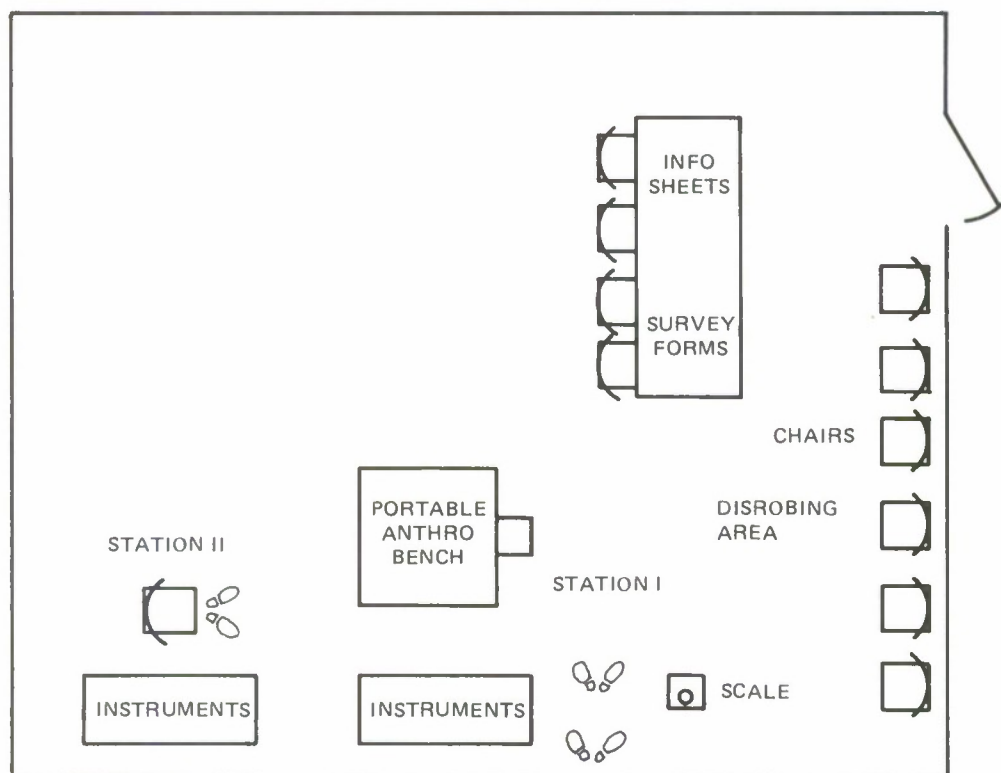 INFO
SHEETS
SURVEY
FORMS
CHAIRS
DISROBING
AREA
PORTABLE
ANTHRO
BENCH
STATION II
STATION I
INSTRUMENTS
INSTRUMENTS
SCALE